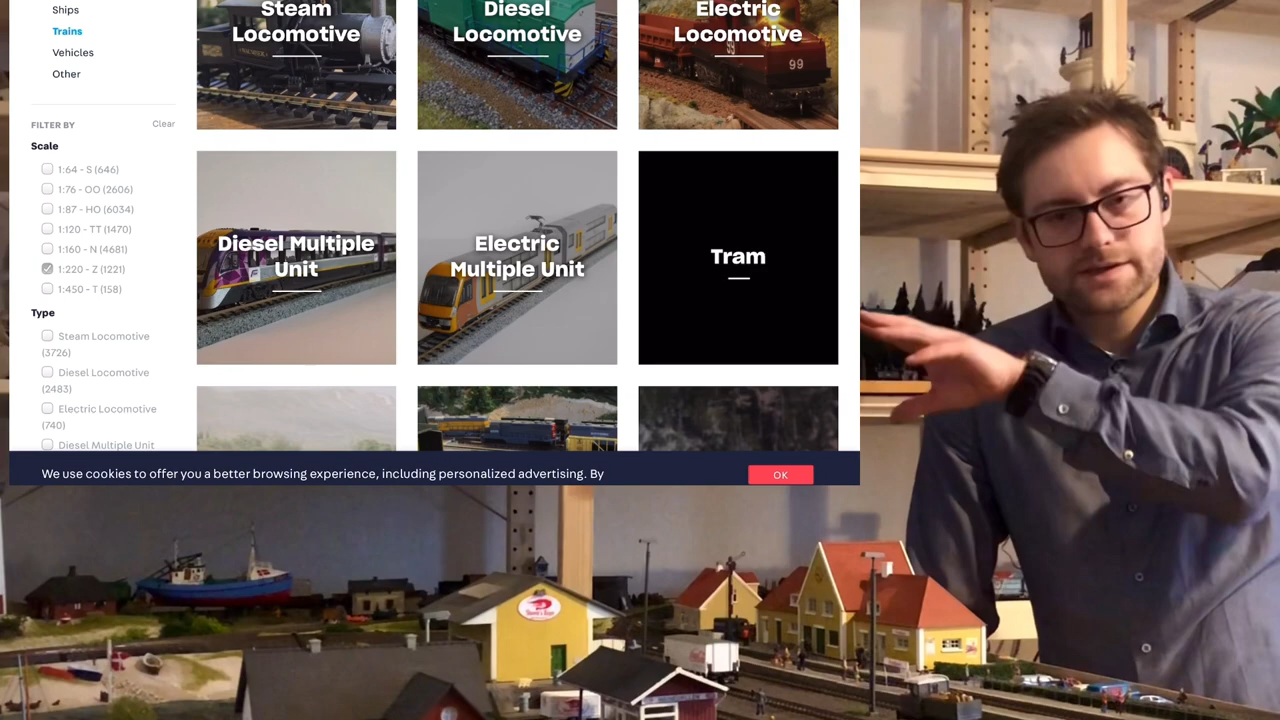 Ships
Trains
Vehicles
Other
FILTER BY
Clear
Scale
1:64 - S (646)
1:76 - OO (2606)
1:87 - HO (6034)
1:120 - TT (1470)
1:160 - N (4681)
1:220 - Z (1221)
1:450 - T (158)
Type
Steam Locomotive
(3726)
Diesel Locomotive
(2483)
Electric Locomotive
(740)
Diesel Multiple Unit
Steam
Locomotive
Diesel
Locomotive
Electric
Locomotive
99
99
Diesel Multiple
Unit
Electric
Multiple Unit
Tram
We use cookies to offer you a better browsing experience, including personalized advertising. By
OK